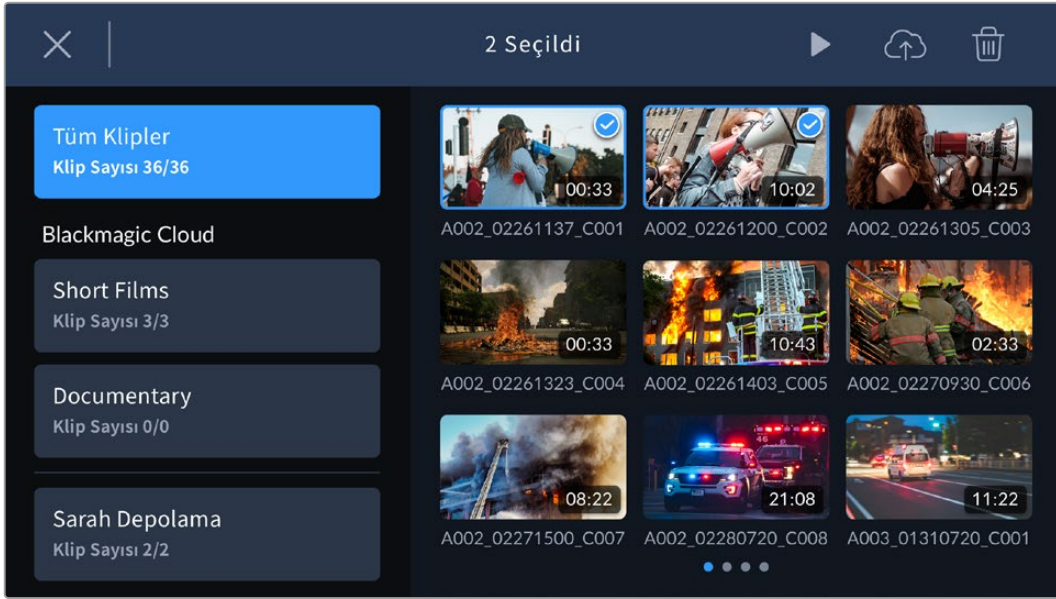 2 Seçildi
Tüm Klipler
Klip Sayısı 36/36
Blackmagic Cloud
Short Films
Klip Sayısı 3/3
Documentary
Klip Sayısı 0/0
Sarah Depolama
Klip Sayısı 2/2
00:33
10:02
04:25
A002_02261137_C001
A002_02261200_C002
A002_02261305_C003
00:33
10:43
02:33
A002_02261323_C004
A002_02261403_C005
A002_02270930_C006
08:22
46
21:08
11:22
A002_02271500_C007
A002_02280720_C008
A003_01310720_C001